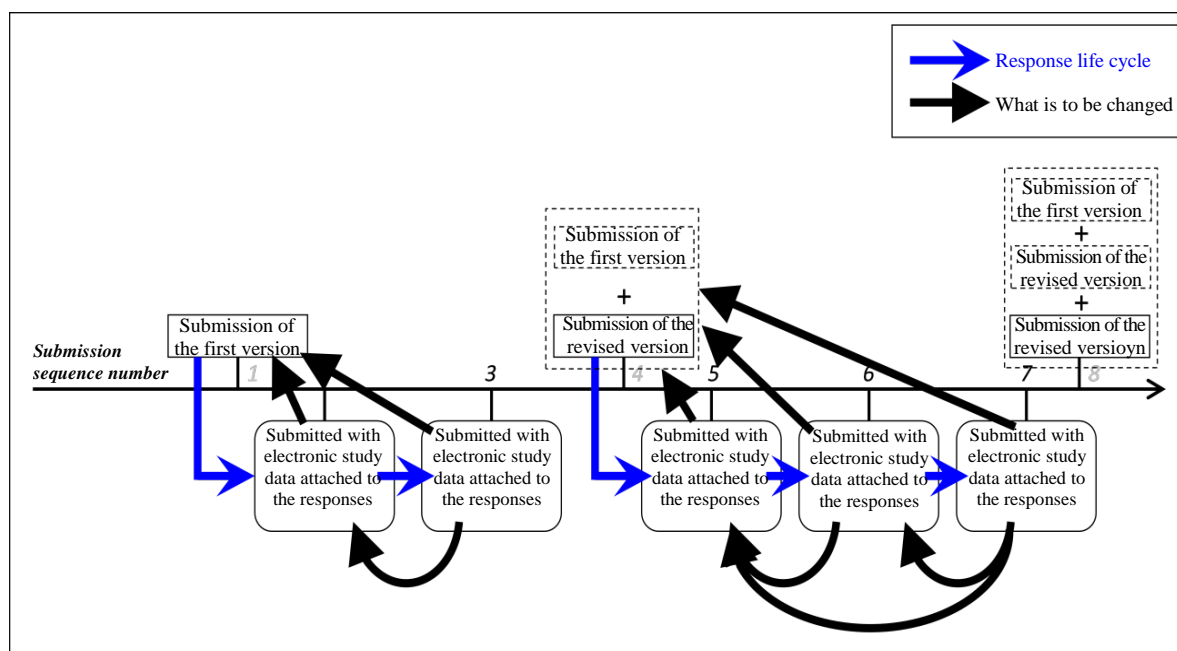 Response life cycle
What is to be changed
Submission of
the first version
+
Submission of the
revised version
+
Submission of the
revised versioyn
Submission of
the first version
+
Submission of the
revised version
Submission of
the first version
Submission
sequence number
1
3
4
5
6
7
8
Submitted with
electronic study
data attached to
the responses
Submitted with
electronic study
data attached to
the responses
Submitted with
electronic study
data attached to
the responses
Submitted with
electronic study
data attached to
the responses
Submitted with
electronic study
data attached to
the responses